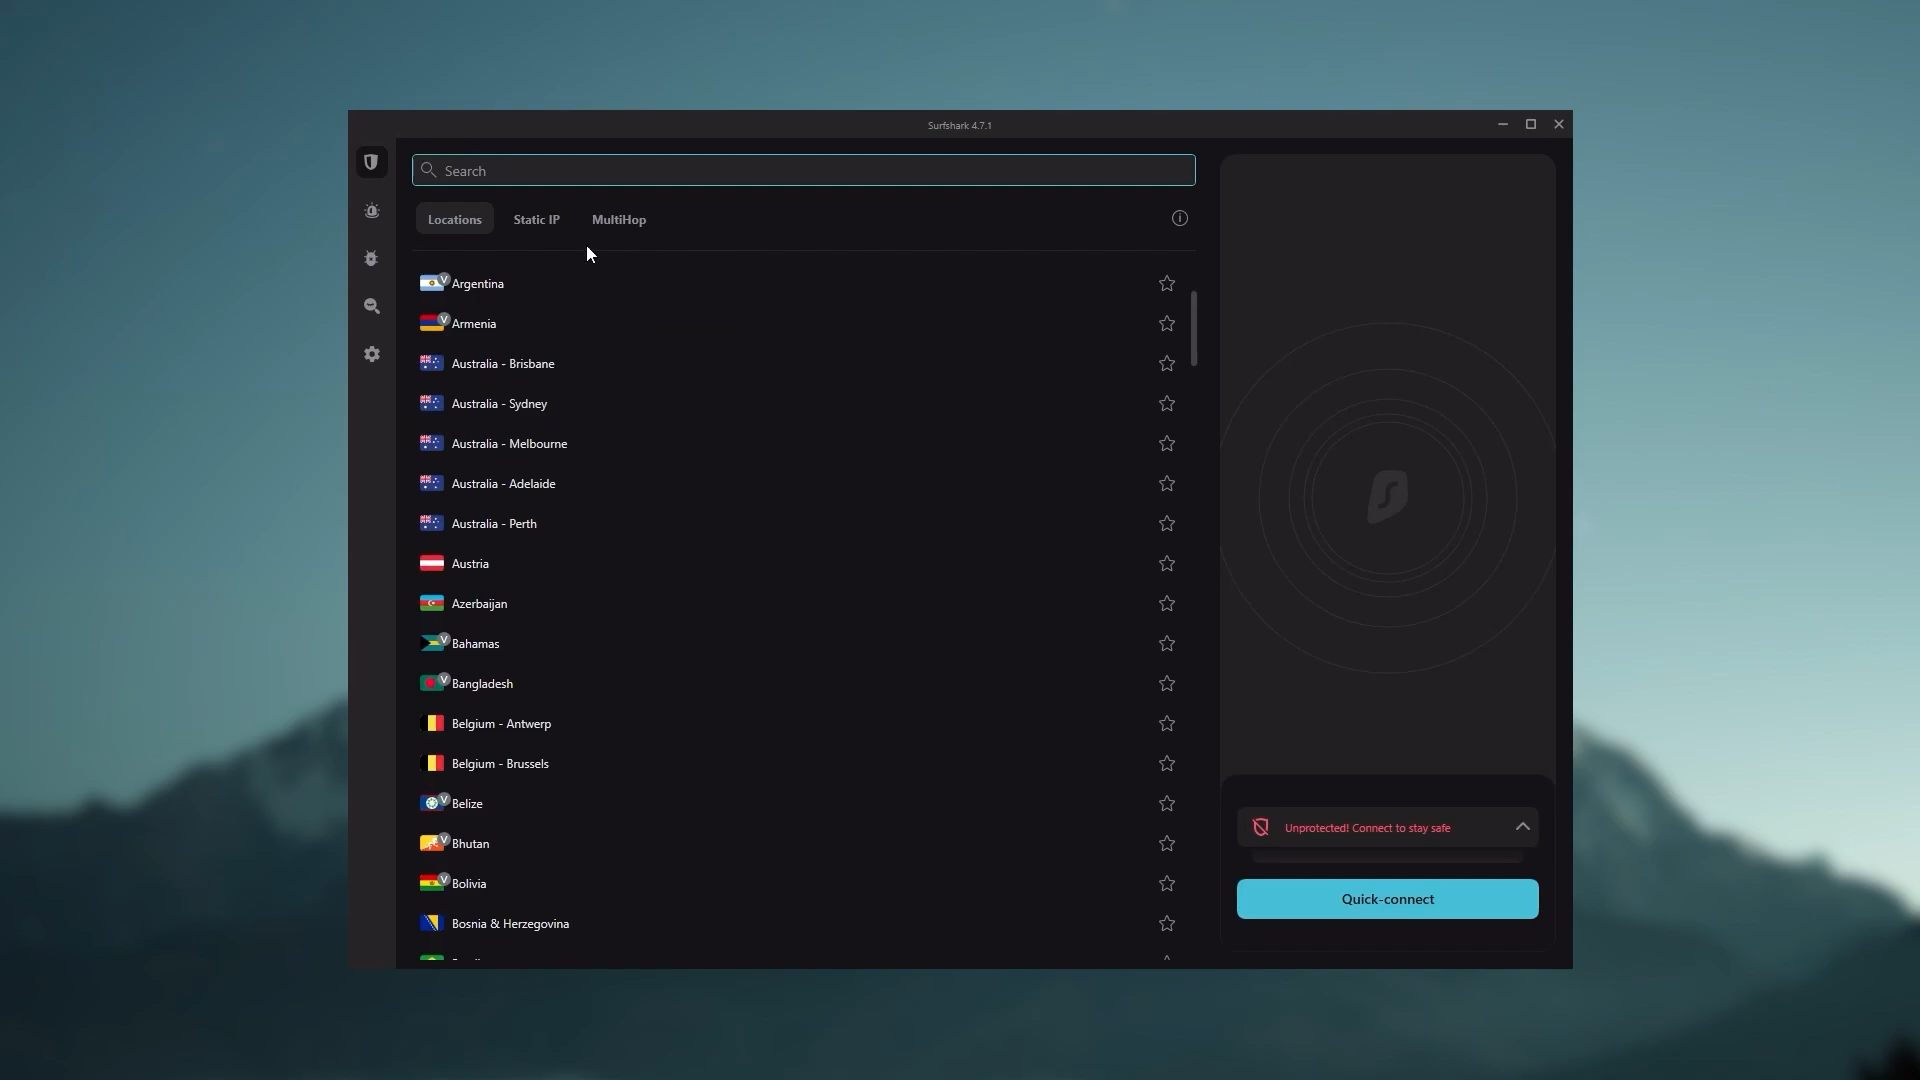 Surfshark 4.7.1
Search
Locations
Static IP
MultiHop
V Argentina
V Armenia
Australia - Brisbane
Australia - Sydney
Australia - Melbourne
Australia - Adelaide
Australia - Perth
Austria
Azerbaijan
V Bahamas
V Bangladesh
Belgium - Antwerp
Belgium - Brussels
V Belize
V Bhutan
V Bolivia
Bosnia & Herzegovina
Unprotected! Connect to stay safe
Quick-connect